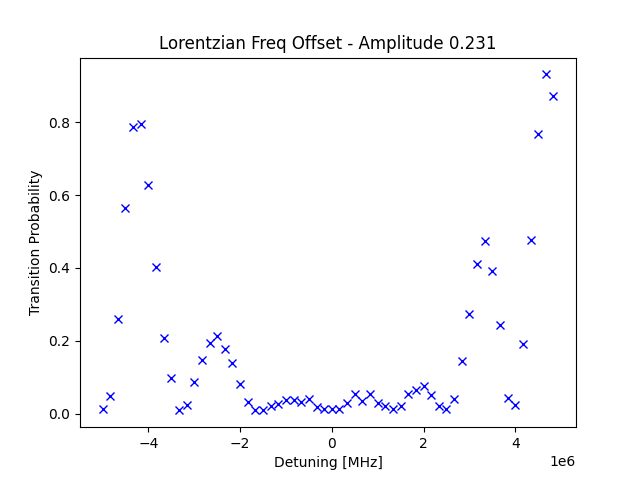 Lorentzian Freq Offset - Amplitude 0.231
Transition Probability
0.8
0.6
0.4
0.2
0.0
−4
−2
0
2
4
1e6
Detuning [MHz]